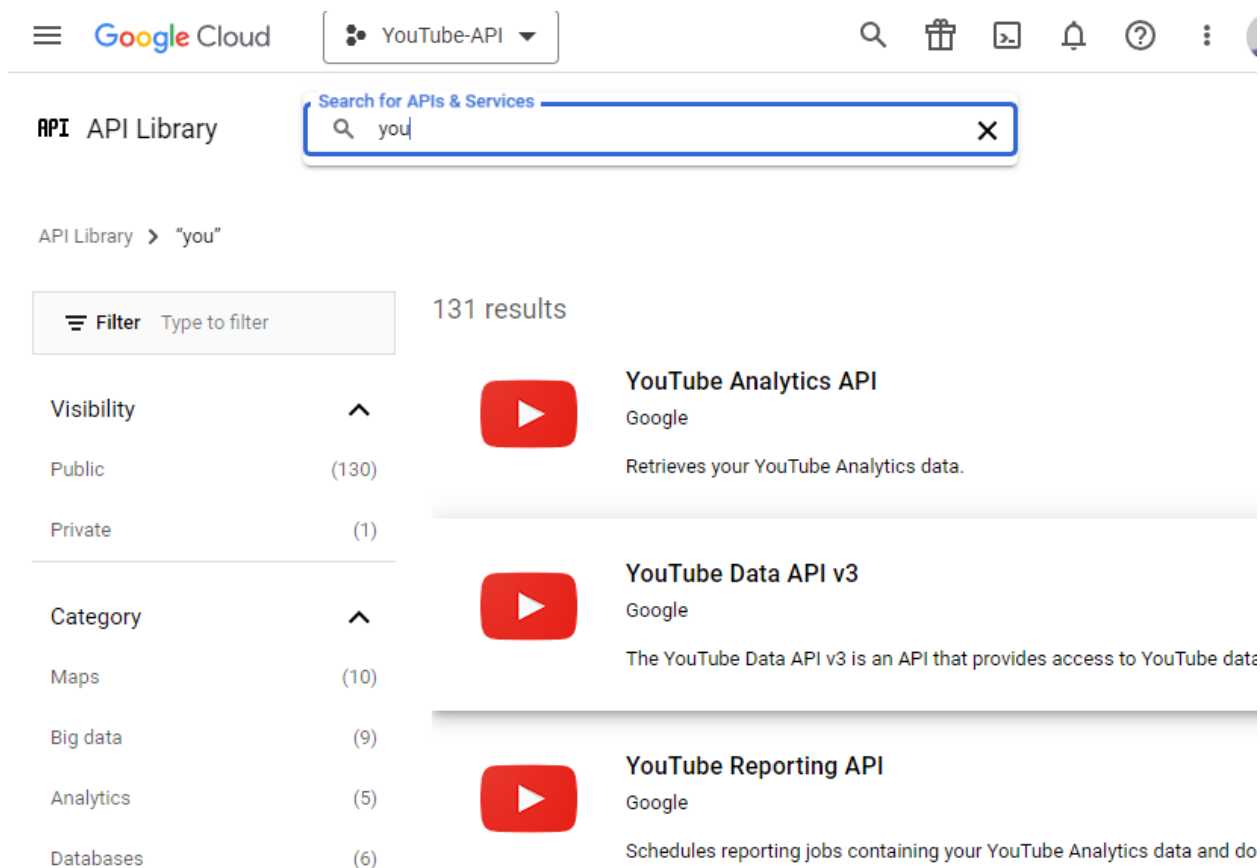 Google Cloud YouTube-API
Search for APIs & Services
API API Library
you
API Library > “you”
Filter Type to filter
131 results
Visibility
Public (130)
Private (1)
Category
Maps (10)
Big data (9)
Analytics (5)
Databases (6)
YouTube Analytics API
Google
Retrieves your YouTube Analytics data.
YouTube Data API v3
Google
The YouTube Data API v3 is an API that provides access to YouTube data
YouTube Reporting API
Google
Schedules reporting jobs containing your YouTube Analytics data and do